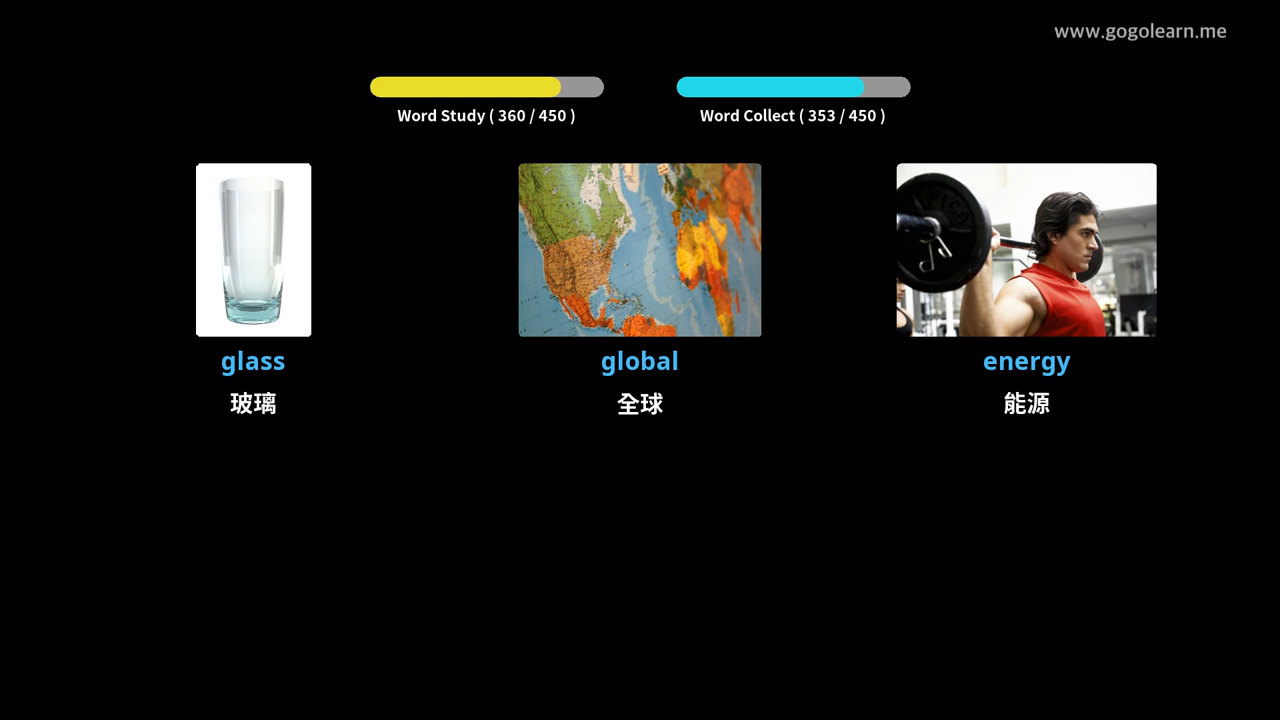 www.gogolearn.me
Word Study ( 360 / 450 )
Word Collect ( 353 / 450 )
glass
玻璃
global
全球
energy
能源